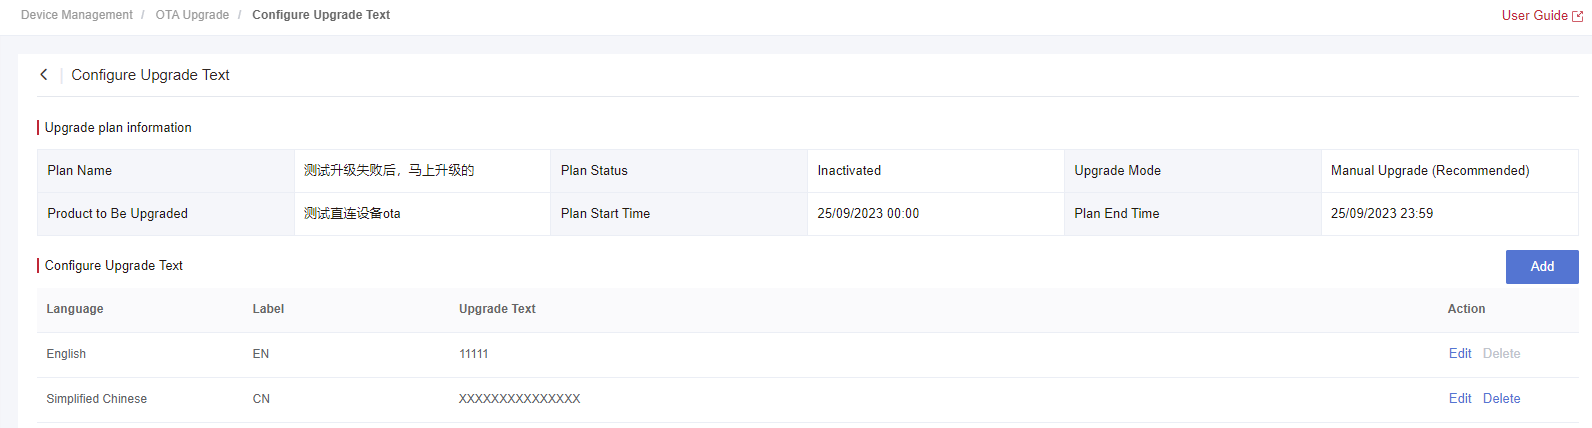 Device Management / OTA Upgrade / Configure Upgrade Text
User Guide
Configure Upgrade Text
Upgrade plan information
Plan Name 测试升级失败后，马上升级的 Plan Status Inactivated Upgrade Mode Manual Upgrade (Recommended)
Product to Be Upgraded 测试直连设备ota Plan Start Time 25/09/2023 00:00 Plan End Time 25/09/2023 23:59
Configure Upgrade Text
Add
Language Label Upgrade Text Action
English EN 11111 Edit Delete
Simplified Chinese CN XXXXXXXXXXXXXXX Edit Delete